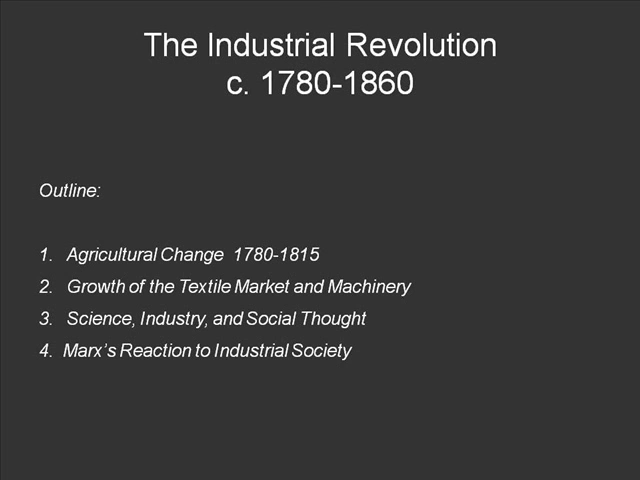 The Industrial Revolution
c. 1780-1860
Outline:
1. Agricultural Change 1780-1815
2. Growth of the Textile Market and Machinery
3. Science, Industry, and Social Thought
4. Marx's Reaction to Industrial Society